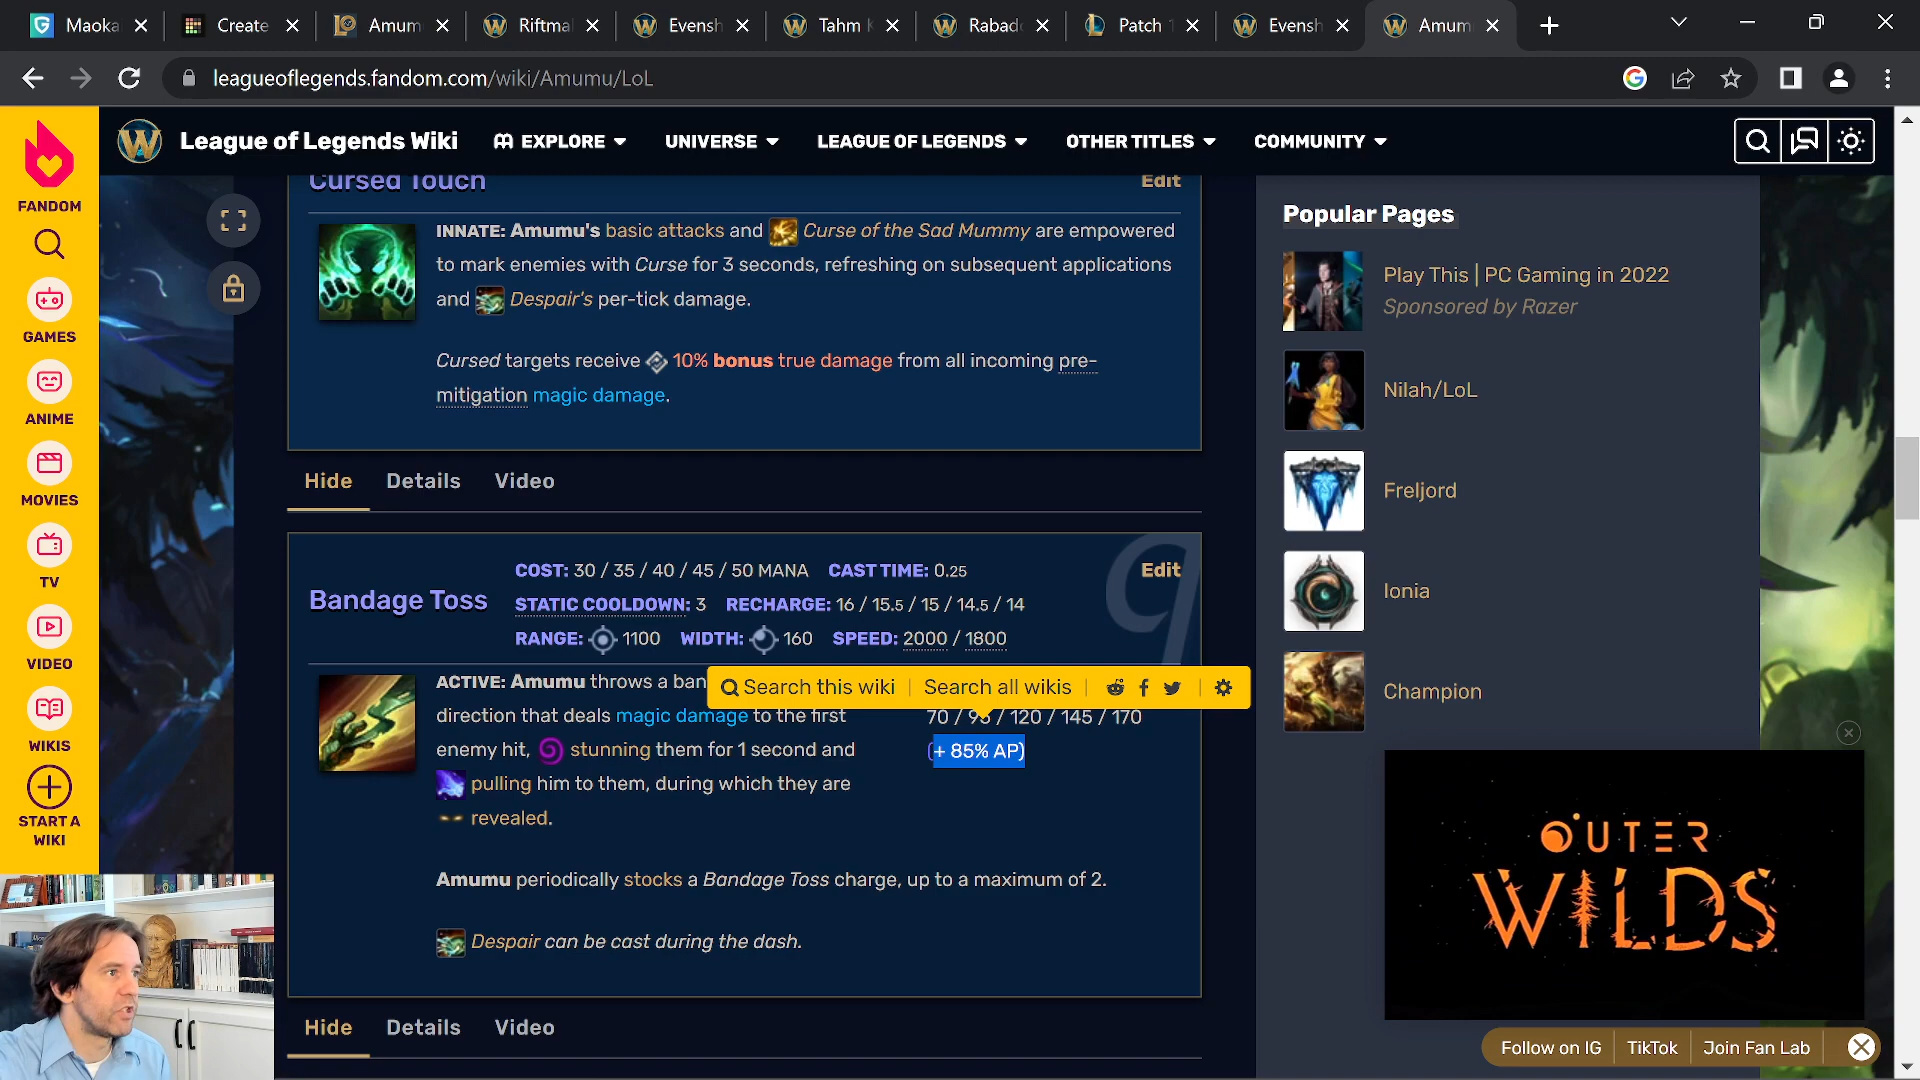 Maoka
Create
Amum
Riftma
Evensh
Tahm
Rabado
Patch
Evensh
Amum
leagueoflegends.fandom.com/wiki/Amumu/LoL
FANDOM
GAMES
ANIME
MOVIES
TV
VIDEO
WIKIS
START A
WIKI
League of Legends Wiki EXPLORE UNIVERSE LEAGUE OF LEGENDS OTHER TITLES COMMUNITY
Cursed Touch Edit
INNATE: Amumu's basic attacks and Curse of the Sad Mummy are empowered
to mark enemies with Curse for 3 seconds, refreshing on subsequent applications
and Despair's per-tick damage.
Cursed targets receive 10% bonus true damage from all incoming pre-
mitigation magic damage.
Hide Details Video
COST: 30 / 35 / 40 / 45 / 50 MANA CAST TIME: 0.25
Edit
Bandage Toss
STATIC COOLDOWN: 3 RECHARGE: 16 / 15.5 / 15 / 14.5 / 14
RANGE: 1100 WIDTH: 160 SPEED: 2000 / 1800
q
ACTIVE: Amumu throws a ban
Search this wiki Search all wikis
direction that deals magic damage to the first
70 / 95 / 120 / 145 / 170
enemy hit, stunning them for 1 second and
(+ 85% AP)
pulling him to them, during which they are
revealed.
Amumu periodically stocks a Bandage Toss charge, up to a maximum of 2.
Despair can be cast during the dash.
Hide Details Video
Popular Pages
Play This | PC Gaming in 2022
Sponsored by Razer
Nilah/LoL
Freljord
Ionia
Champion
OUTER
WILDS
Follow on IG TikTok Join Fan Lab